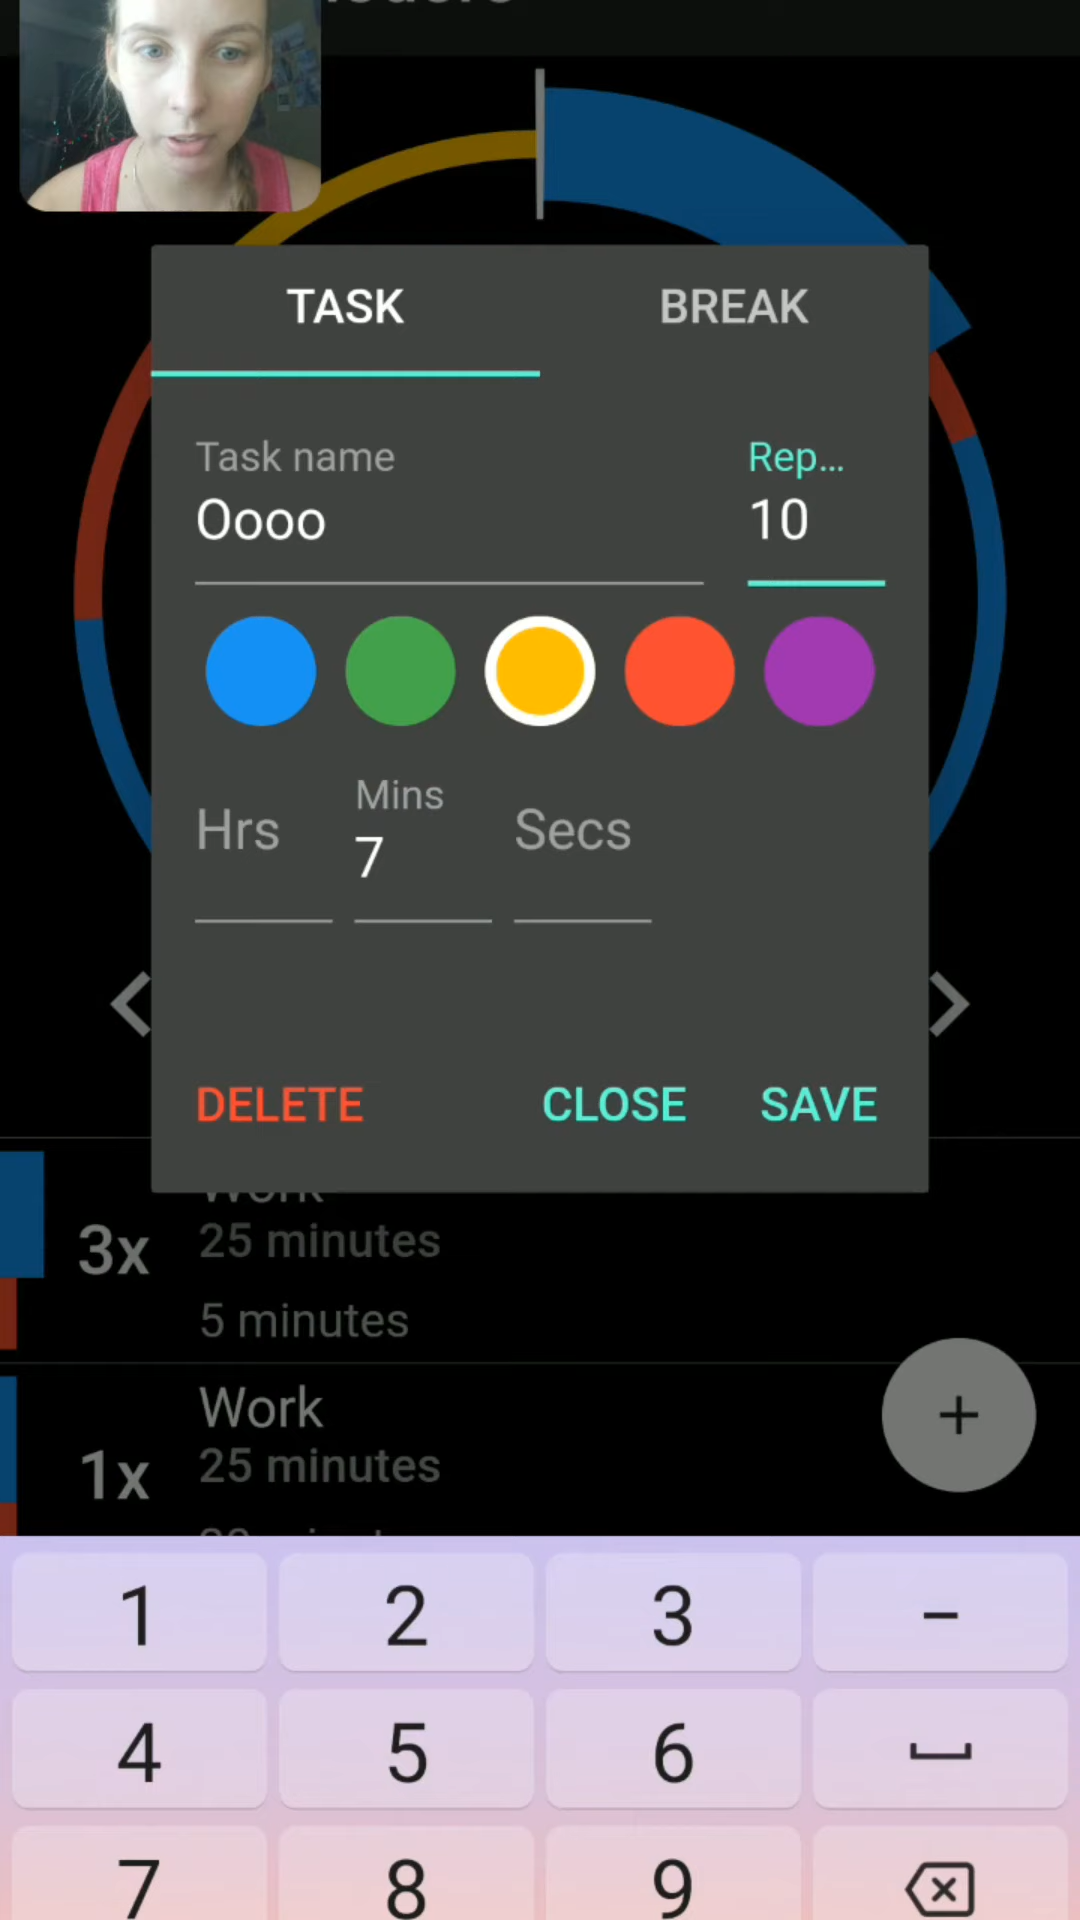 TASK BREAK
Task name Rep...
Oooo 10
Hrs Mins Secs
7
DELETE CLOSE SAVE
Work
3x 25 minutes
5 minutes
Work
1x 25 minutes
+
1 2 3 –
4 5 6
7 8 9